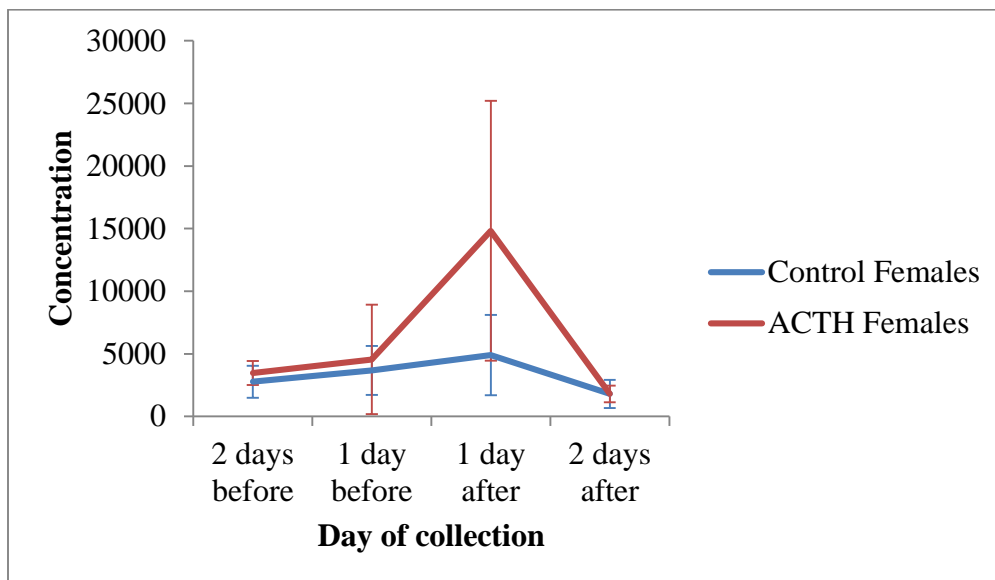 30000
25000
20000
15000
10000
5000
0
Concentration
2 days
before
1 day
before
1 day
after
2 days
after
Day of collection
Control Females
ACTH Females